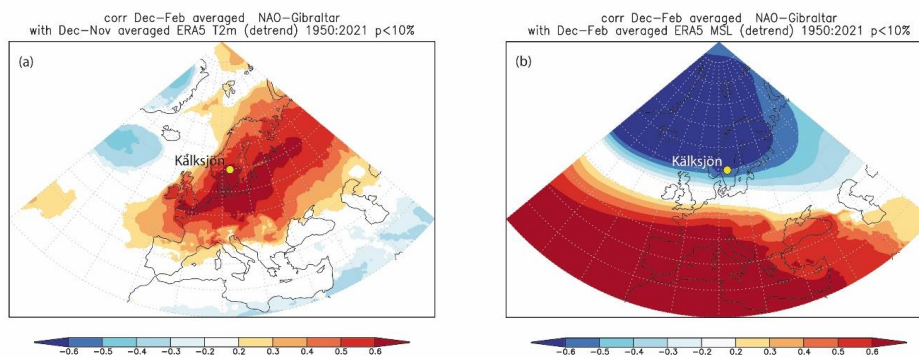 corr Dec-Feb averaged NAO-Gibraltar
with Dec-Nov averaged ERA5 T2m (detrend) 1950:2021 p<10%
(a)
Kälksjön
-0.6 -0.5 -0.4 -0.3 -0.2 0.2 0.3 0.4 0.5 0.6
corr Dec-Feb averaged NAO-Gibraltar
with Dec-Feb averaged ERA5 MSL (detrend) 1950:2021 p<10%
(b)
Kälksjön
-0.6 -0.5 -0.4 -0.3 -0.2 0.2 0.3 0.4 0.5 0.6